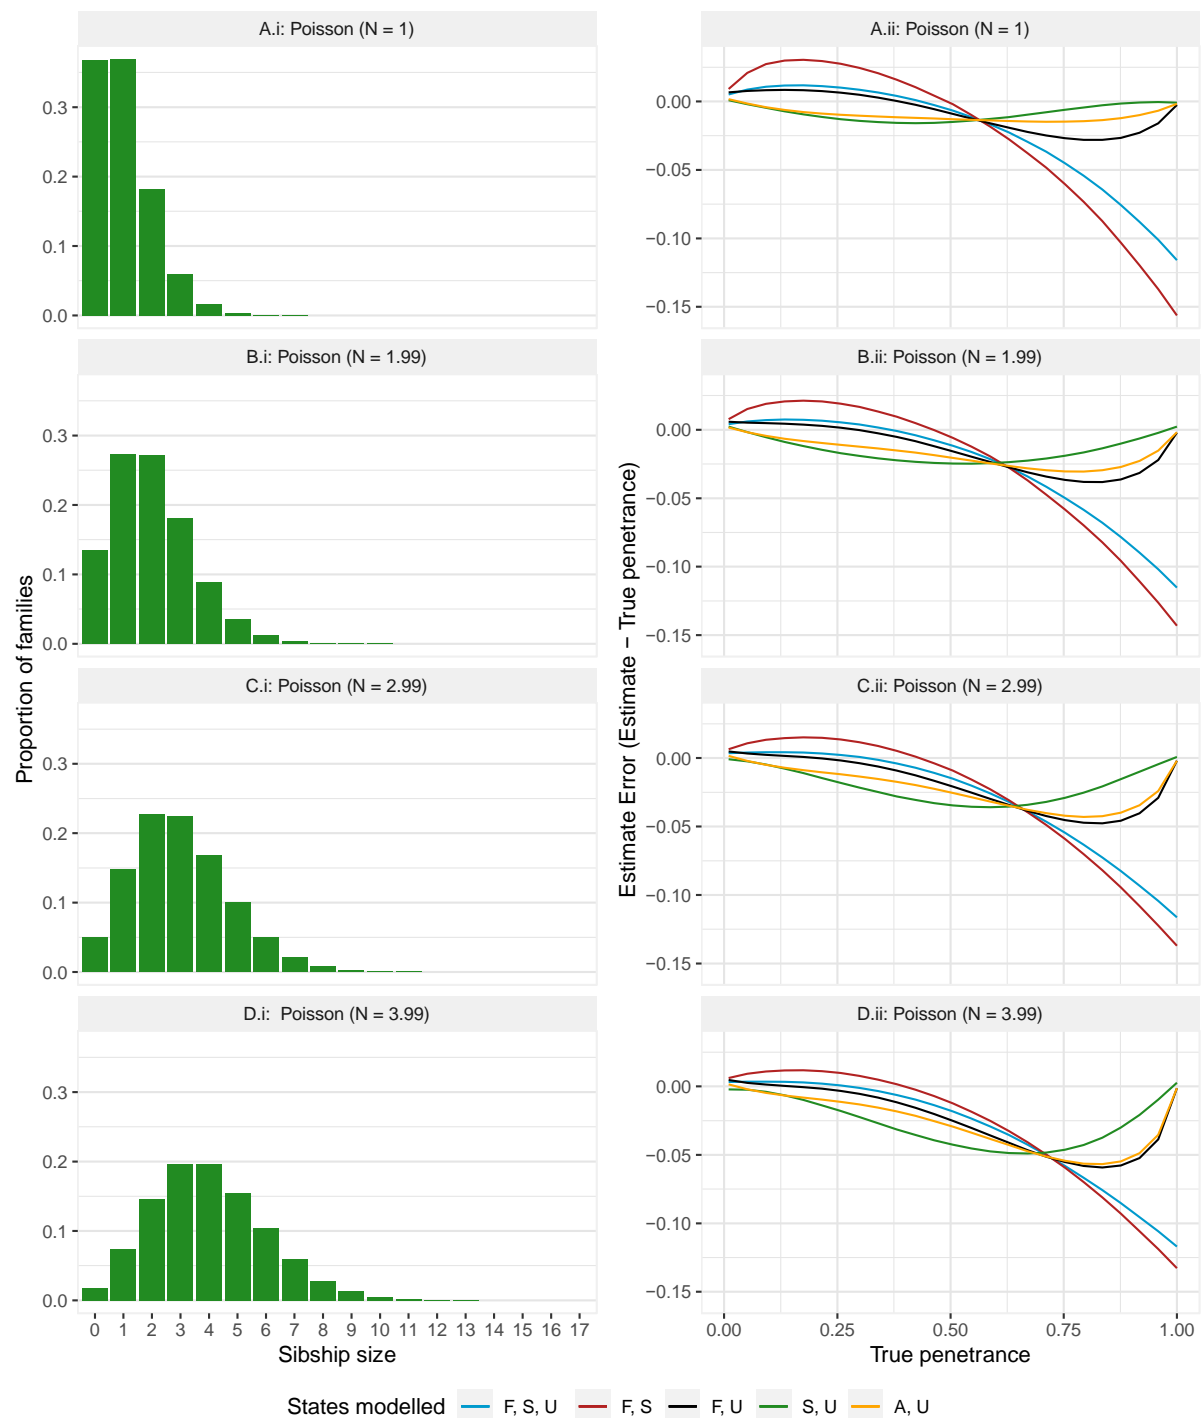 A.i: Poisson (N = 1)
A.ii: Poisson (N = 1)
0.3
0.2
0.1
0.0
0.00
−0.05
−0.10
−0.15
B.i: Poisson (N = 1.99)
B.ii: Poisson (N = 1.99)
0.3
0.2
0.1
0.0
0.00
−0.05
−0.10
−0.15
Proportion of families
Estimate Error (Estimate − True penetrance)
C.i: Poisson (N = 2.99)
C.ii: Poisson (N = 2.99)
0.3
0.2
0.1
0.0
0.00
−0.05
−0.10
−0.15
D.i:  Poisson (N = 3.99)
D.ii: Poisson (N = 3.99)
0.3
0.2
0.1
0.0
0.00
−0.05
−0.10
−0.15
0 1 2 3 4 5 6 7 8 9 10 11 12 13 14 15 16 17
Sibship size
0.00 0.25 0.50 0.75 1.00
True penetrance
States modelled F, S, U F, S F, U S, U A, U